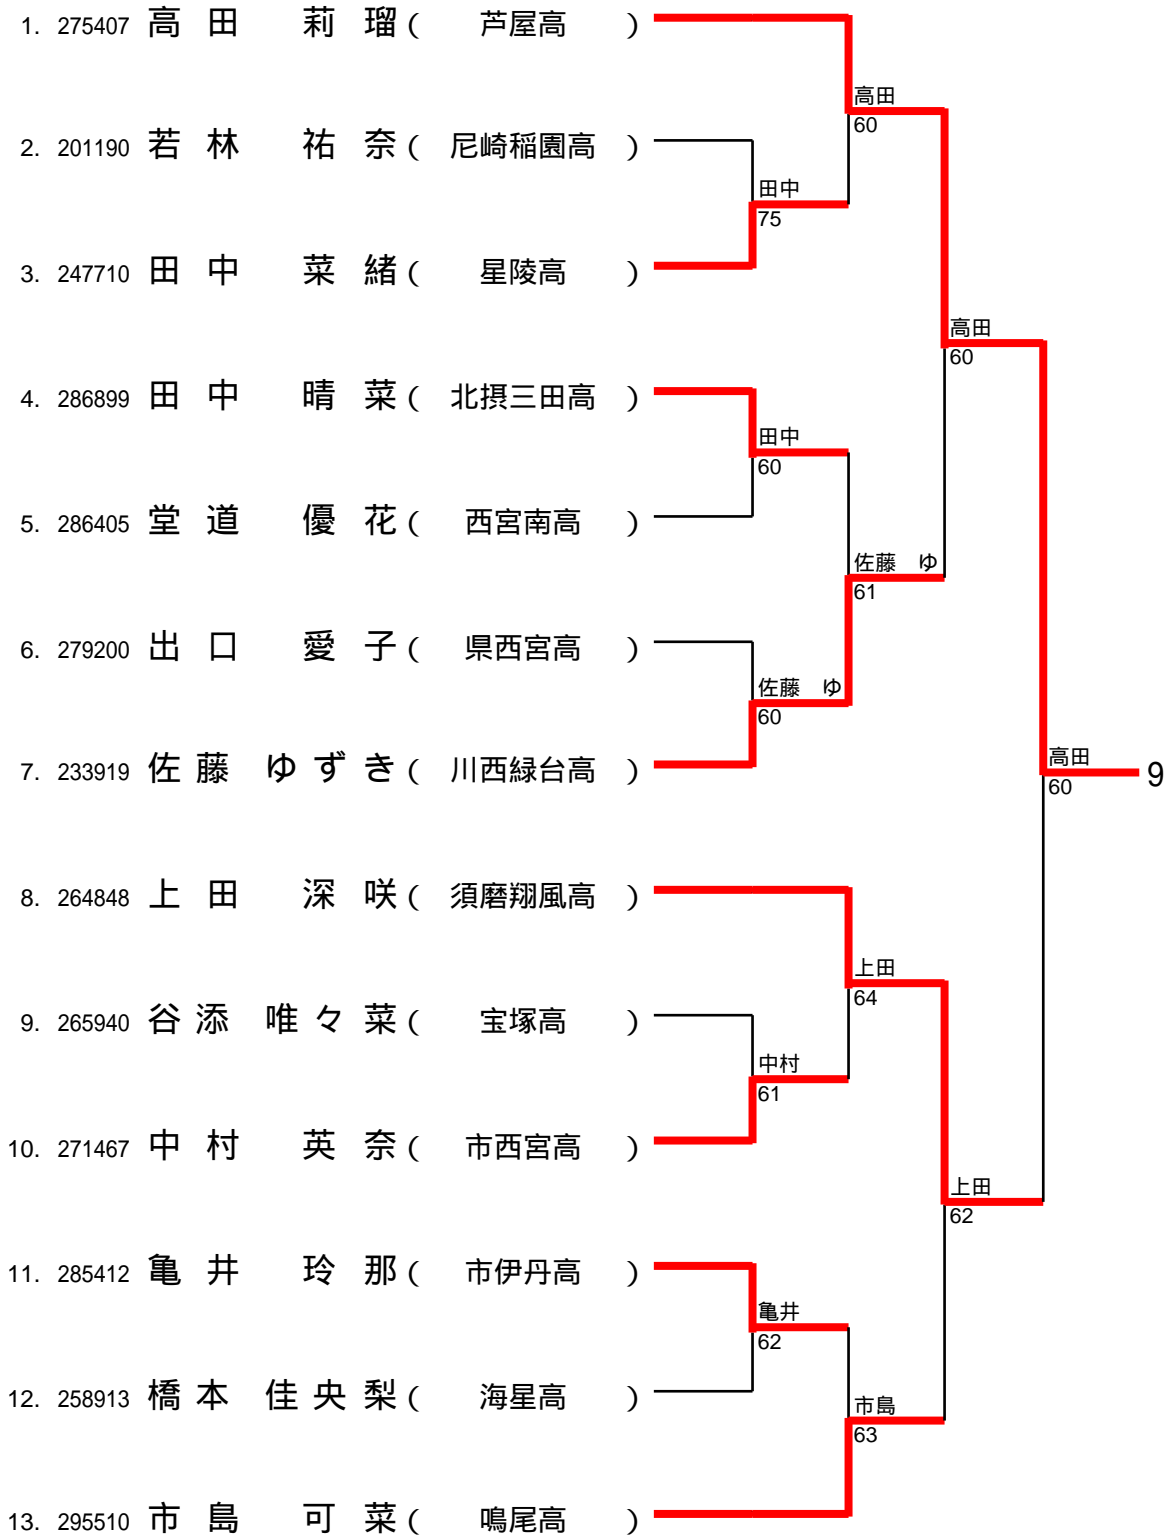 1. 275407 高田 莉瑠 ( 芦屋高 )
高田
60
2. 201190 若林 祐奈 ( 尼崎稲園高 )
田中
75
3. 247710 田中 菜緒 ( 星陵高 )
高田
60
4. 286899 田中 晴菜 ( 北摂三田高 )
田中
60
5. 286405 堂道 優花 ( 西宮南高 )
佐藤 ゆ
61
6. 279200 出口 愛子 ( 県西宮高 )
佐藤 ゆ
60
7. 233919 佐藤 ゆずき ( 川西緑台高 )
高田
60
9
8. 264848 上田 深咲 ( 須磨翔風高 )
上田
64
9. 265940 谷添 唯々菜 ( 宝塚高 )
中村
61
10. 271467 中村 英奈 ( 市西宮高 )
上田
62
11. 285412 亀井 玲那 ( 市伊丹高 )
亀井
62
12. 258913 橋本 佳央梨 ( 海星高 )
市島
63
13. 295510 市島 可菜 ( 鳴尾高 )